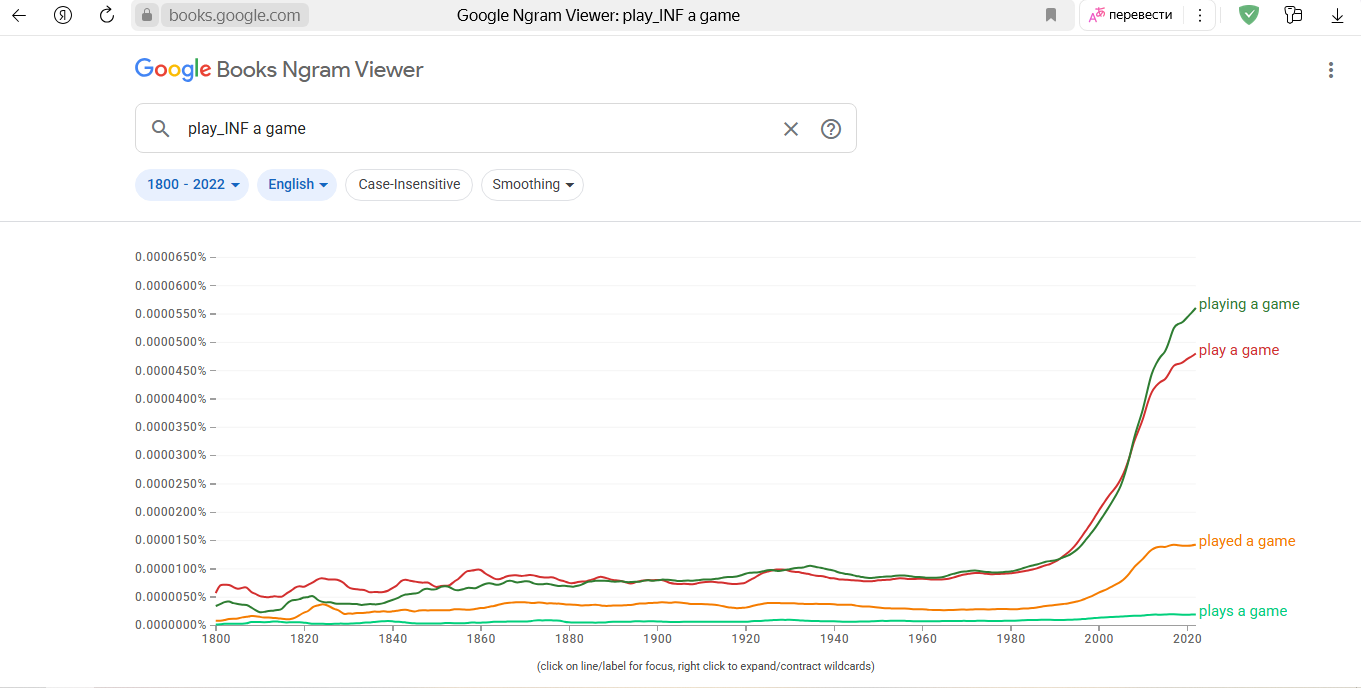 books.google.com Google Ngram Viewer: play_INF a game перевести
Google Books Ngram Viewer
play_INF a game
1800 - 2022 English Case-Insensitive Smoothing
0.0000650%
0.0000600%
0.0000550%
0.0000500%
0.0000450%
0.0000400%
0.0000350%
0.0000300%
0.0000250%
0.0000200%
0.0000150%
0.0000100%
0.0000050%
0.0000000%
playing a game
play a game
played a game
plays a game
1800 1820 1840 1860 1880 1900 1920 1940 1960 1980 2000 2020
(click on line/label for focus, right click to expand/contract wildcards)